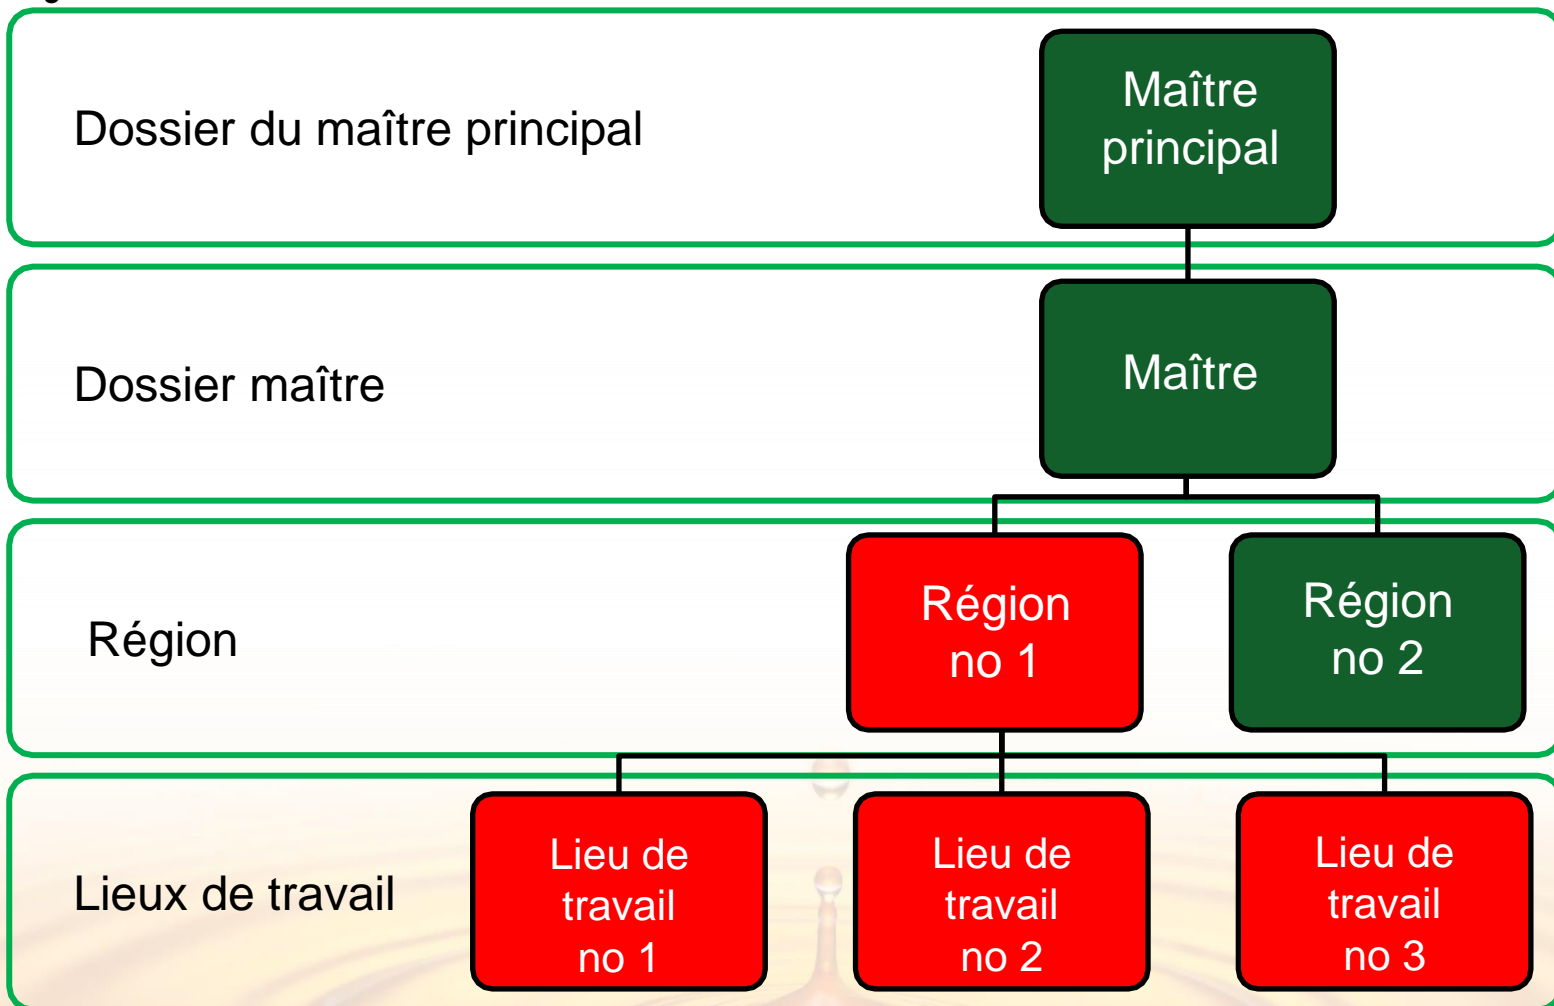 Dossier du maître principal
Maître
principal
Dossier maître
Maître
Région
Région
no 1
Région
no 2
Lieux de travail
Lieu de
travail
no 1
Lieu de
travail
no 2
Lieu de
travail
no 3